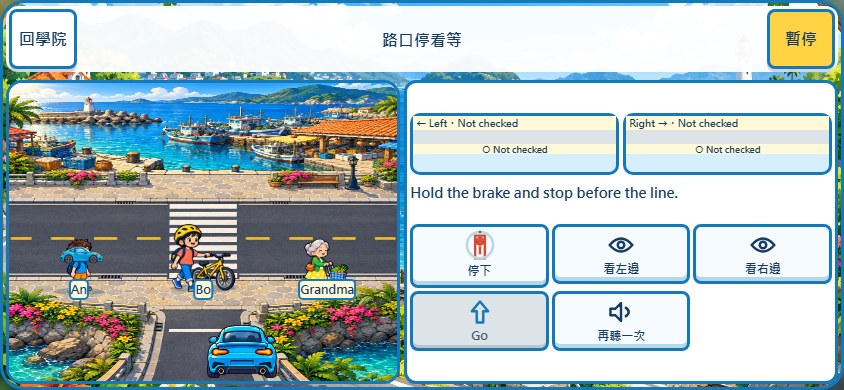 回學院
路口停看等
暫停
← Left · Not checked
○ Not checked
Right → · Not checked
○ Not checked
Hold the brake and stop before the line.
停下
看左邊
看右邊
Go
再聽一次
An
Bo
Grandma